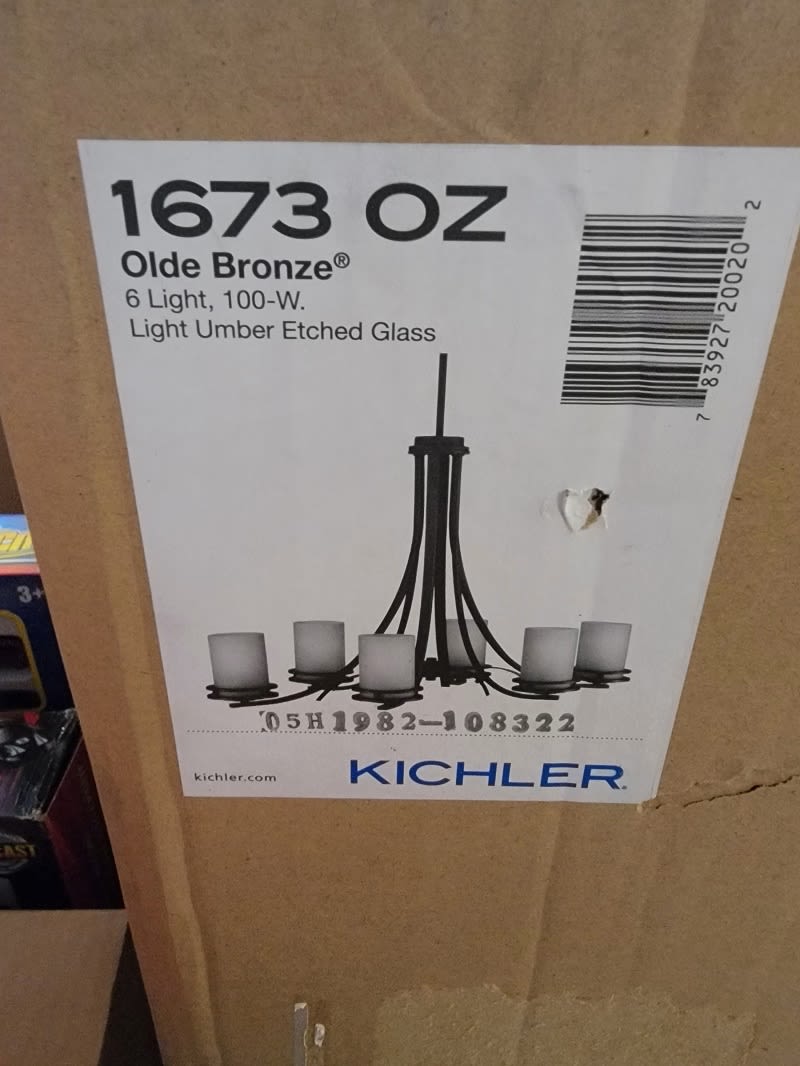 1673 OZ
Olde Bronze®
6 Light, 100-W.
Light Umber Etched Glass
7 83927 20020 2
05H1982-108322
kichler.com
KICHLER®
3+